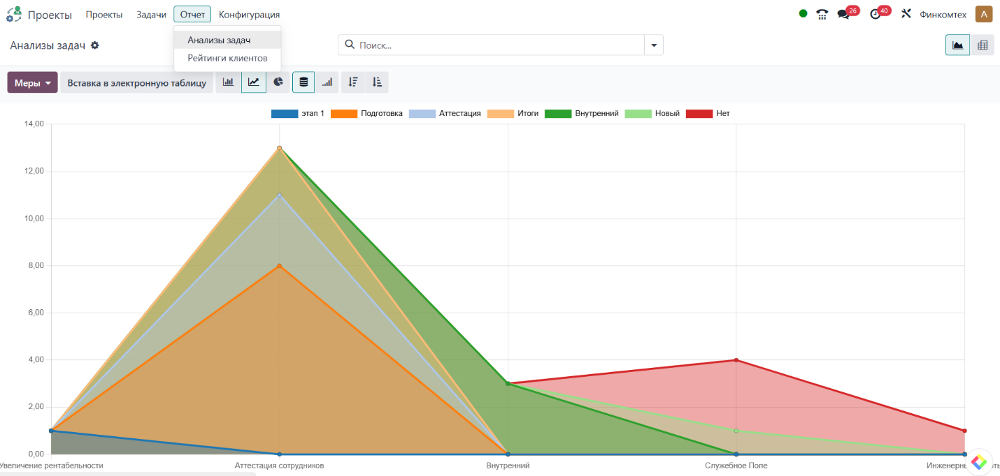 Проекты Проекты Задачи Отчет Конфигурация 26 40 Финкомтех A
Анализы задач
Поиск...
Анализы задач
Рейтинги клиентов
Меры Вставка в электронную таблицу
этап 1 Подготовка Аттестация Итоги Внутренний Новый Нет
14,00
12,00
10,00
8,00
6,00
4,00
2,00
0,00
Увеличение рентабельности Аттестация сотрудников Внутренний Служебное Поле